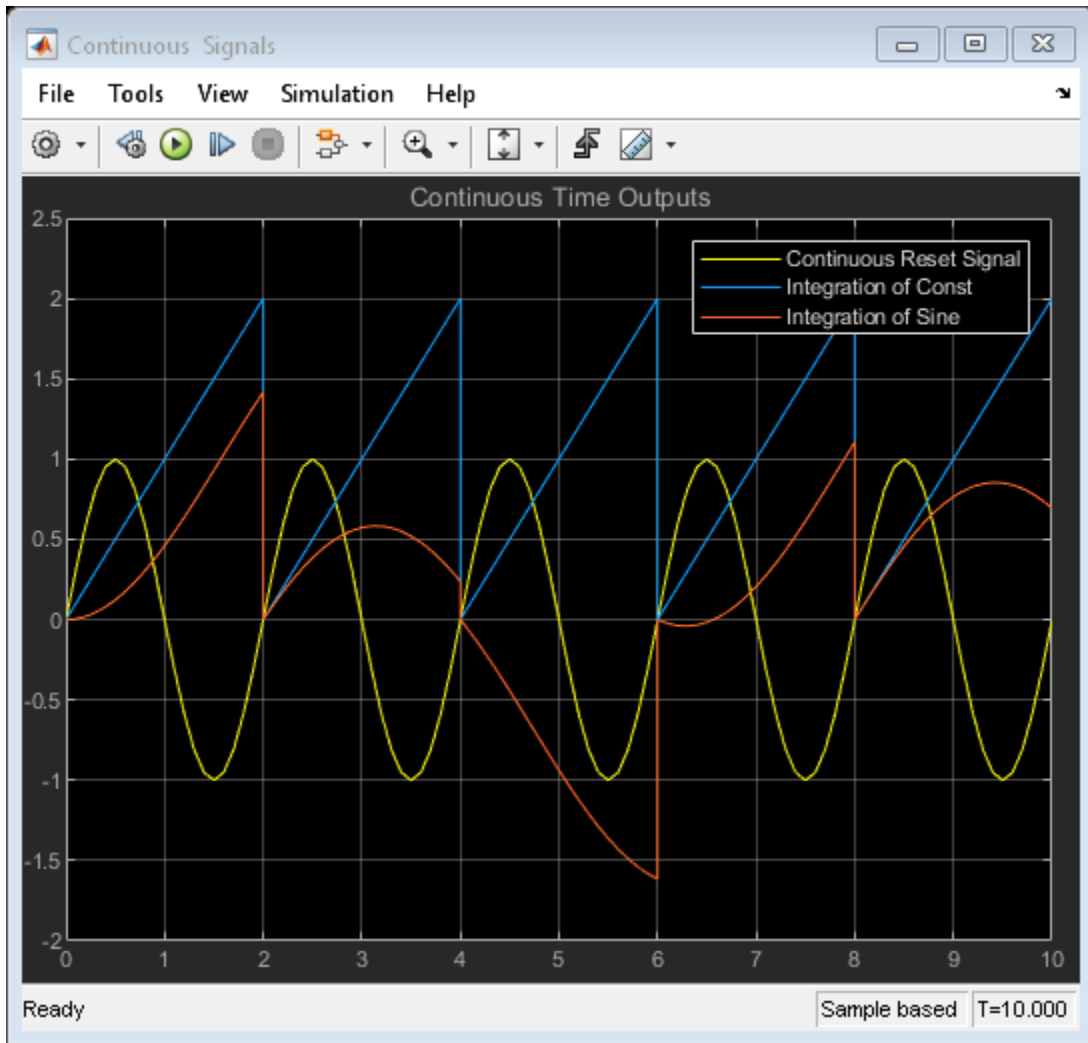 Continuous Signals
File Tools View Simulation Help
Continuous Time Outputs
2.5
2
1.5
1
0.5
0
-0.5
-1
-1.5
-2
Continuous Reset Signal
Integration of Const
Integration of Sine
0 1 2 3 4 5 6 7 8 9 10
Ready Sample based T=10.000